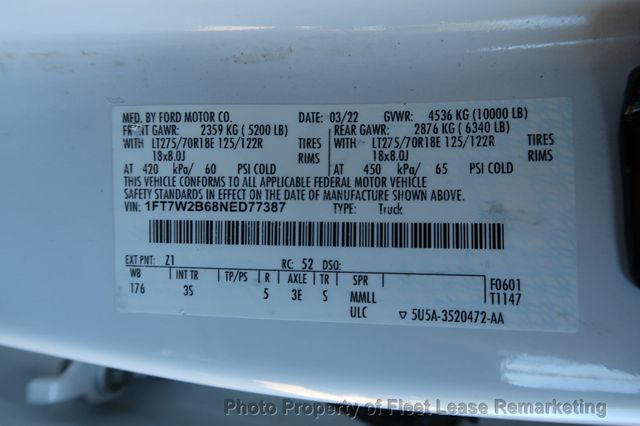 MFD. BY FORD MOTOR CO. DATE: 03/22 GVWR: 4536 KG (10000 LB)
FRONT GAWR: 2359 KG (5200 LB) REAR GAWR: 2876 KG (6340 LB)
WITH LT275/70R18E 125/122R TIRES WITH LT275/70R18E 125/122R TIRES
18x8.0J RIMS 18x8.0J RIMS
AT 420 kPa/ 60 PSI COLD AT 450 kPa/ 65 PSI COLD
THIS VEHICLE CONFORMS TO ALL APPLICABLE FEDERAL MOTOR VEHICLE
SAFETY STANDARDS IN EFFECT ON THE DATE OF MANUFACTURE SHOWN ABOVE.
VIN: 1FT7W2B68NED77387 TYPE: Truck
EXT PNT: Z1 RC: 52 DSO:
WB INT TR TP/PS R AXLE TR SPR F0601
176 3S 5 3E S MMLL T1147
ULC ▽ 5U5A-3520472-AA
Photo Property of Fleet Lease Remarketing